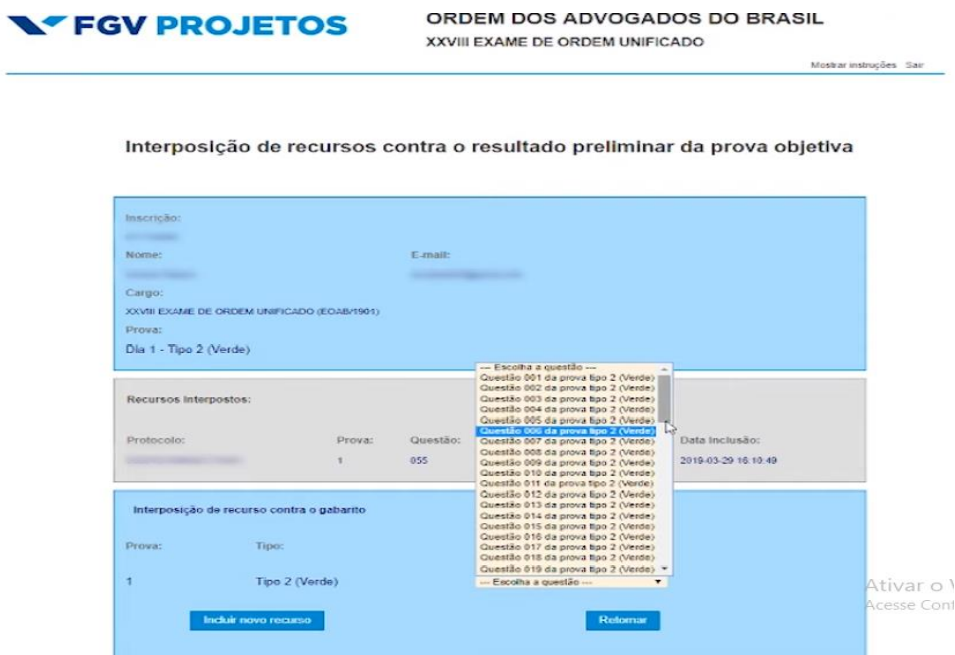 FGV PROJETOS
ORDEM DOS ADVOGADOS DO BRASIL
XXVIII EXAME DE ORDEM UNIFICADO
Mostrar instruções Sair
Interposição de recursos contra o resultado preliminar da prova objetiva
Inscrição:
Nome: E-mail:
Cargo:
XXVIII EXAME DE ORDEM UNIFICADO (EOAB/1901)
Prova:
Dia 1 - Tipo 2 (Verde)
--- Escolha a questão ---
Questão 001 da prova tipo 2 (Verde)
Questão 002 da prova tipo 2 (Verde)
Questão 003 da prova tipo 2 (Verde)
Questão 004 da prova tipo 2 (Verde)
Questão 005 da prova tipo 2 (Verde)
Questão 006 da prova tipo 2 (Verde)
Questão 007 da prova tipo 2 (Verde)
Questão 008 da prova tipo 2 (Verde)
Questão 009 da prova tipo 2 (Verde)
Questão 010 da prova tipo 2 (Verde)
Questão 011 da prova tipo 2 (Verde)
Questão 012 da prova tipo 2 (Verde)
Questão 013 da prova tipo 2 (Verde)
Questão 014 da prova tipo 2 (Verde)
Questão 015 da prova tipo 2 (Verde)
Questão 016 da prova tipo 2 (Verde)
Questão 017 da prova tipo 2 (Verde)
Questão 018 da prova tipo 2 (Verde)
Questão 019 da prova tipo 2 (Verde)
Recursos Interpostos:
Protocolo: Prova: Questão: Data Inclusão:
1 055 2019-03-29 16:10:49
Interposição de recurso contra o gabarito
Prova: Tipo:
1 Tipo 2 (Verde) --- Escolha a questão ---
Incluir novo recurso Retornar
Ativar o
Acesse Conf